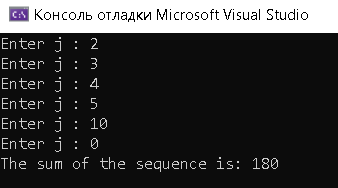 Консоль отладки Microsoft Visual Studio
Enter j : 2
Enter j : 3
Enter j : 4
Enter j : 5
Enter j : 10
Enter j : 0
The sum of the sequence is: 180